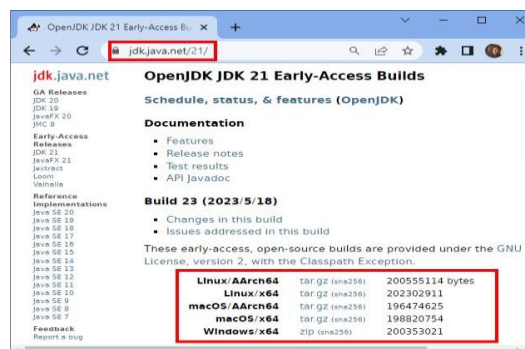 OpenJDK JDK 21 Early-Access Bu
jdk.java.net/21/
jdk.java.net
GA Releases
JDK 20
JDK 19
JavaFX 20
JMC 8
Early-Access
Releases
JDK 21
JavaFX 21
Jextract
Loom
Valhalla
Reference
Implementations
Java SE 20
Java SE 19
Java SE 18
Java SE 17
Java SE 16
Java SE 15
Java SE 14
Java SE 13
Java SE 12
Java SE 11
Java SE 10
Java SE 9
Java SE 8
Java SE 7
Feedback
Report a bug
OpenJDK JDK 21 Early-Access Builds
Schedule, status, & features (OpenJDK)
Documentation
Features
Release notes
Test results
API Javadoc
Build 23 (2023/5/18)
Changes in this build
Issues addressed in this build
These early-access, open-source builds are provided under the GNU
License, version 2, with the Classpath Exception.
Linux/AArch64 tar.gz (sha256) 200555114 bytes
Linux/x64 tar.gz (sha256) 202302911
macOS/AArch64 tar.gz (sha256) 196474625
macOS/x64 tar.gz (sha256) 198820754
Windows/x64 zip (sha256) 200353021